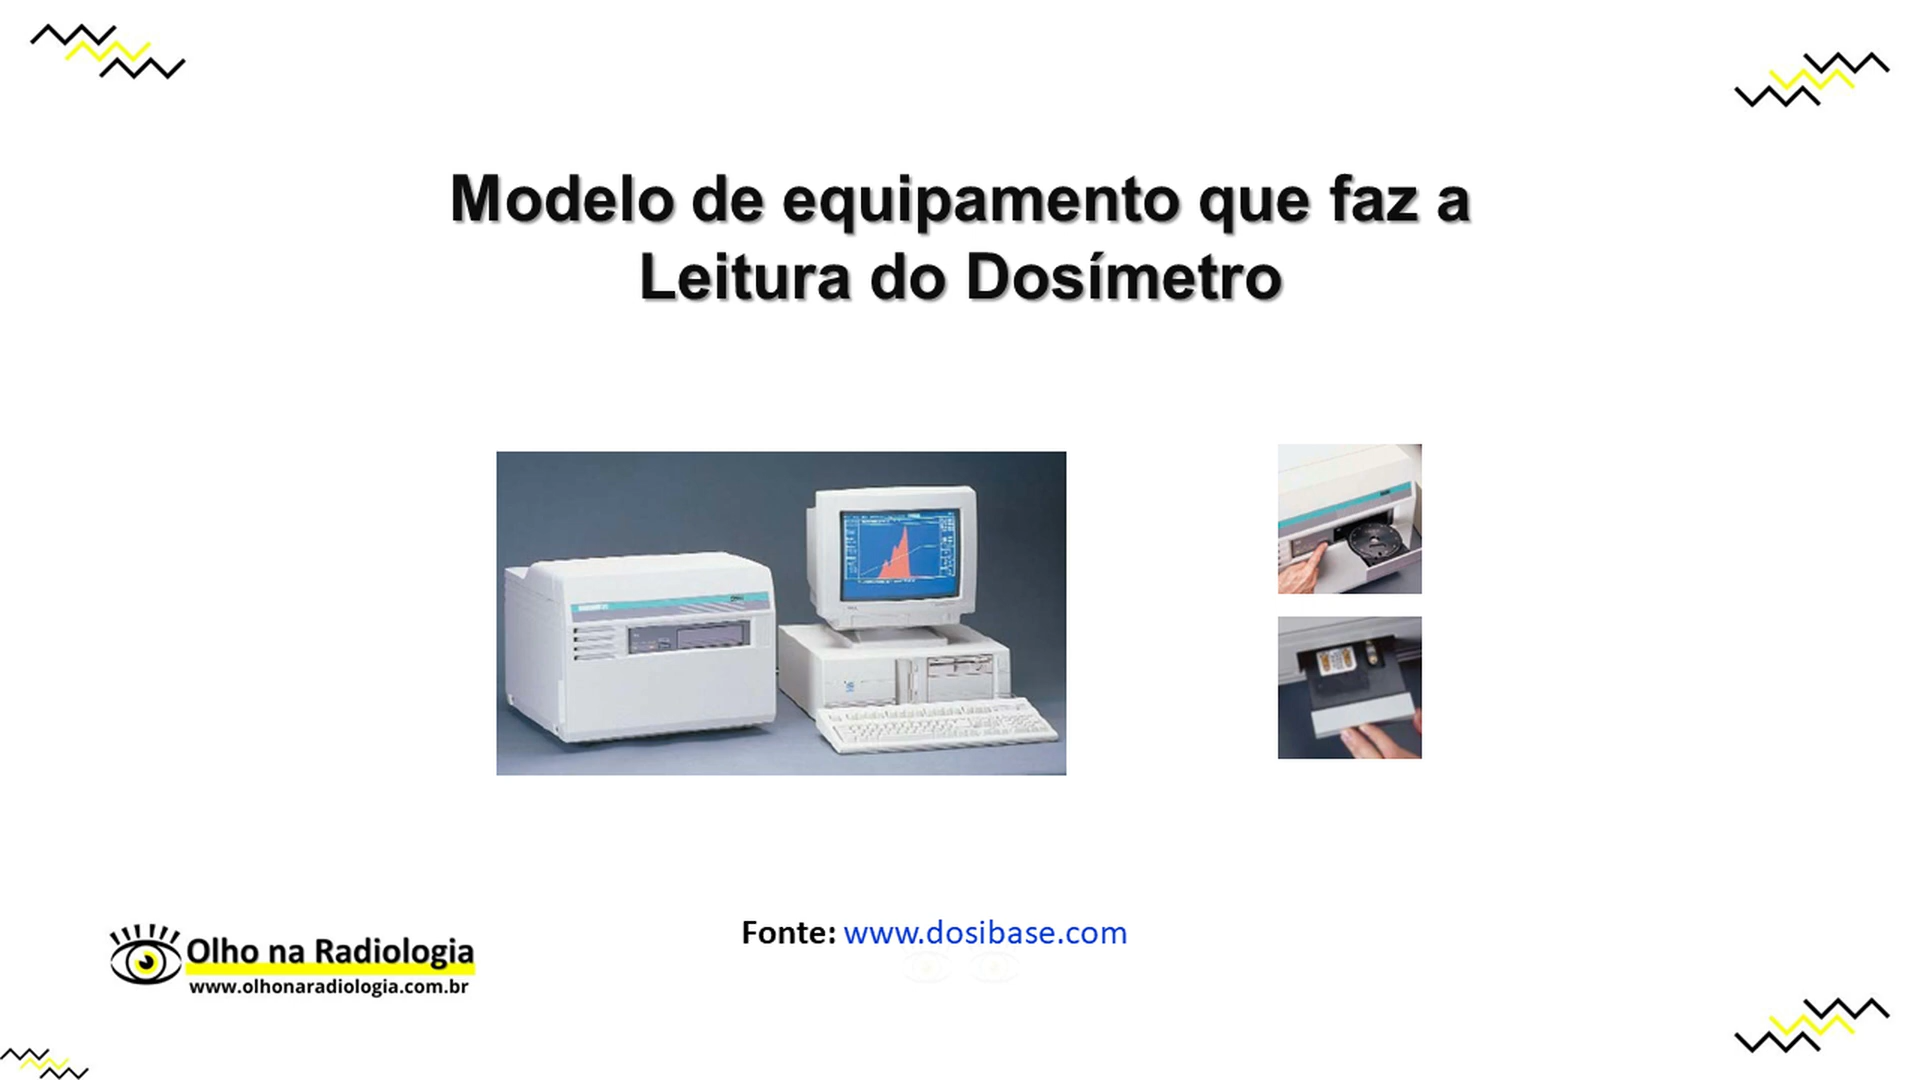 Modelo de equipamento que faz a
Leitura do Dosímetro
Fonte: www.dosibase.com
Olho na Radiologia
www.olhonaradiologia.com.br